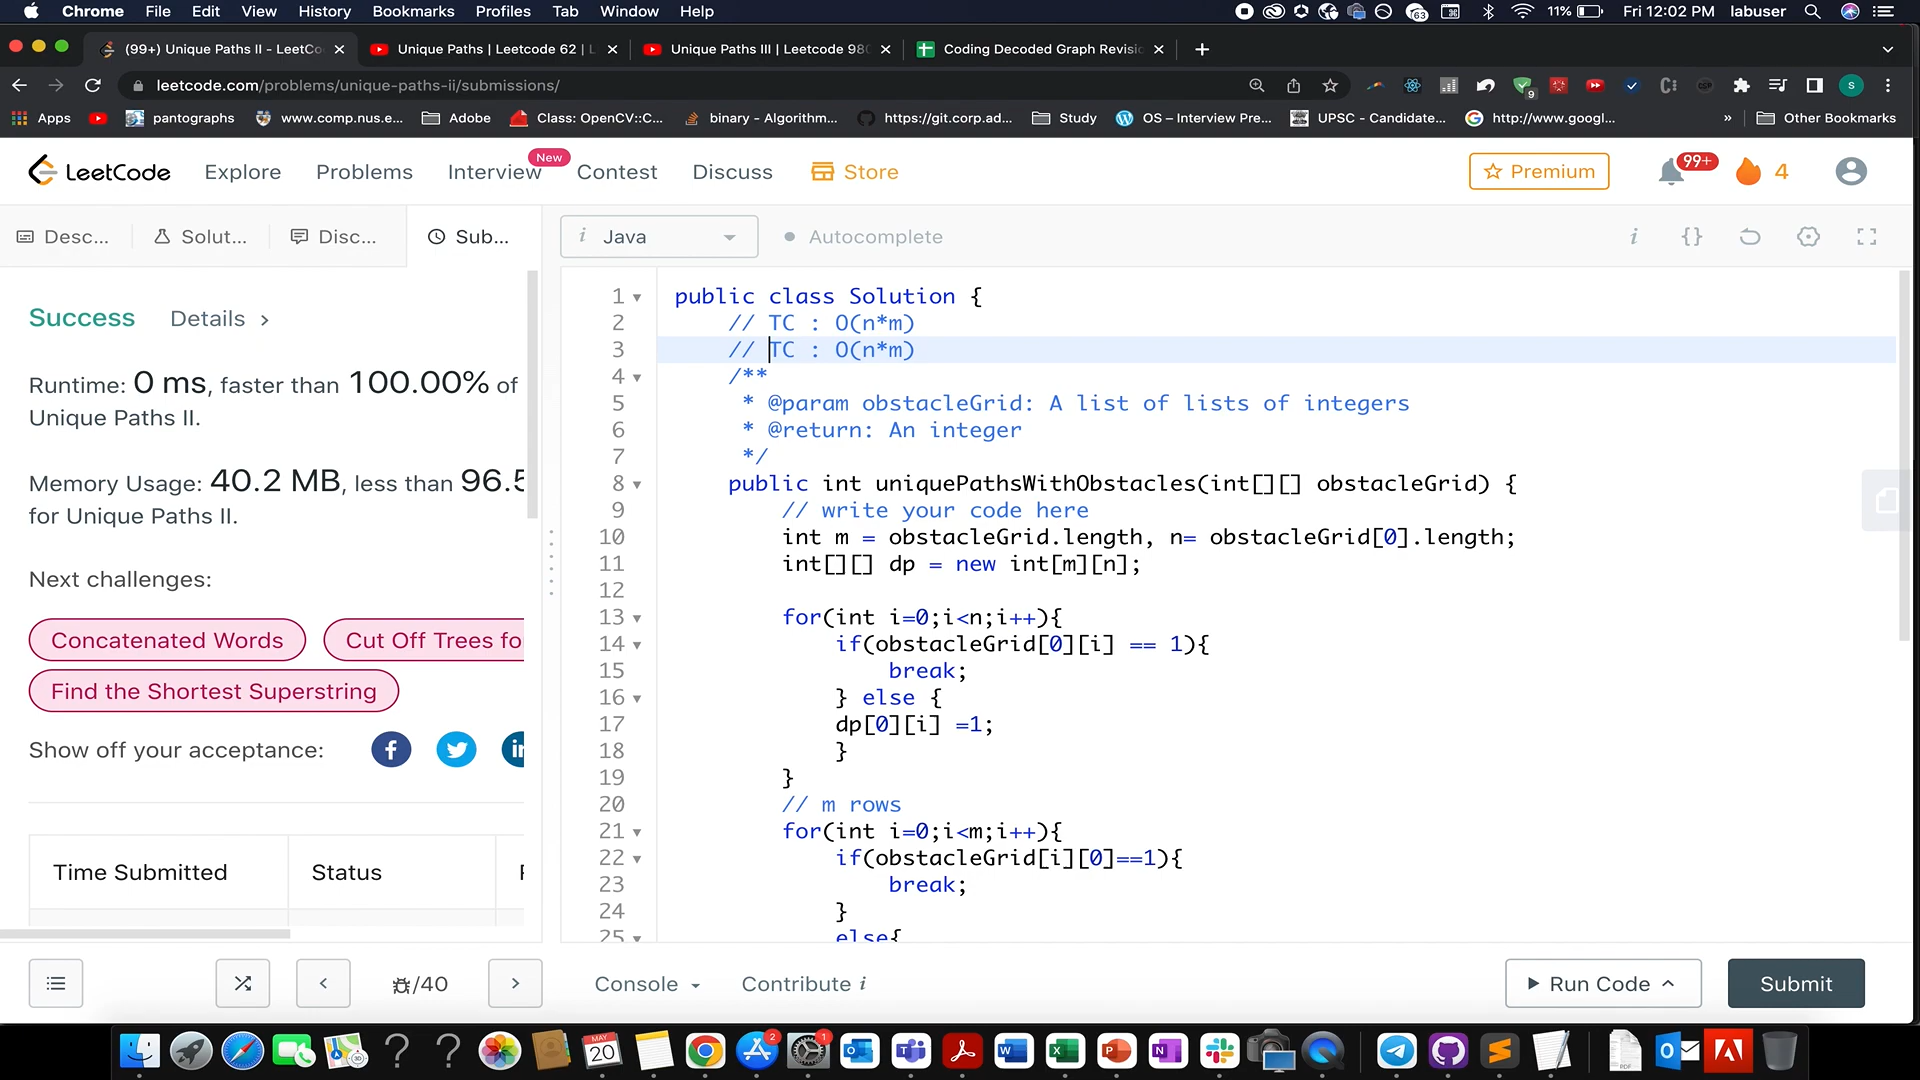 Chrome File Edit View History Bookmarks Profiles Tab Window Help
63 11% Fri 12:02 PM labuser
(99+) Unique Paths II - LeetCo
Unique Paths | Leetcode 62 | L
Unique Paths III | Leetcode 980
Coding Decoded Graph Revisi
leetcode.com/problems/unique-paths-ii/submissions/
9
S
Apps pantographs www.comp.nus.e... Adobe Class: OpenCV::C... binary - Algorithm... https://git.corp.ad... Study OS – Interview Pre... UPSC - Candidate... http://www.googl... » Other Bookmarks
LeetCode Explore Problems Interview New Contest Discuss Store Premium 99+ 4
Desc... Solut... Disc... Sub...
i Java Autocomplete i {}
Success Details >
Runtime: 0 ms, faster than 100.00% of
Unique Paths II.
Memory Usage: 40.2 MB, less than 96.5
for Unique Paths II.
Next challenges:
Concatenated Words Cut Off Trees fo
Find the Shortest Superstring
Show off your acceptance:
Time Submitted Status
1 public class Solution {
2 // TC : O(n*m)
3 // TC : O(n*m)
4 /**
5 * @param obstacleGrid: A list of lists of integers
6 * @return: An integer
7 */
8 public int uniquePathsWithObstacles(int[][] obstacleGrid) {
9 // write your code here
10 int m = obstacleGrid.length, n= obstacleGrid[0].length;
11 int[][] dp = new int[m][n];
12
13 for(int i=0;i<n;i++){
14 if(obstacleGrid[0][i] == 1){
15 break;
16 } else {
17 dp[0][i] =1;
18 }
19 }
20 // m rows
21 for(int i=0;i<m;i++){
22 if(obstacleGrid[i][0]==1){
23 break;
24 }
25 else{
/40
Console Contribute i
Run Code Submit
MAY 20 2 1